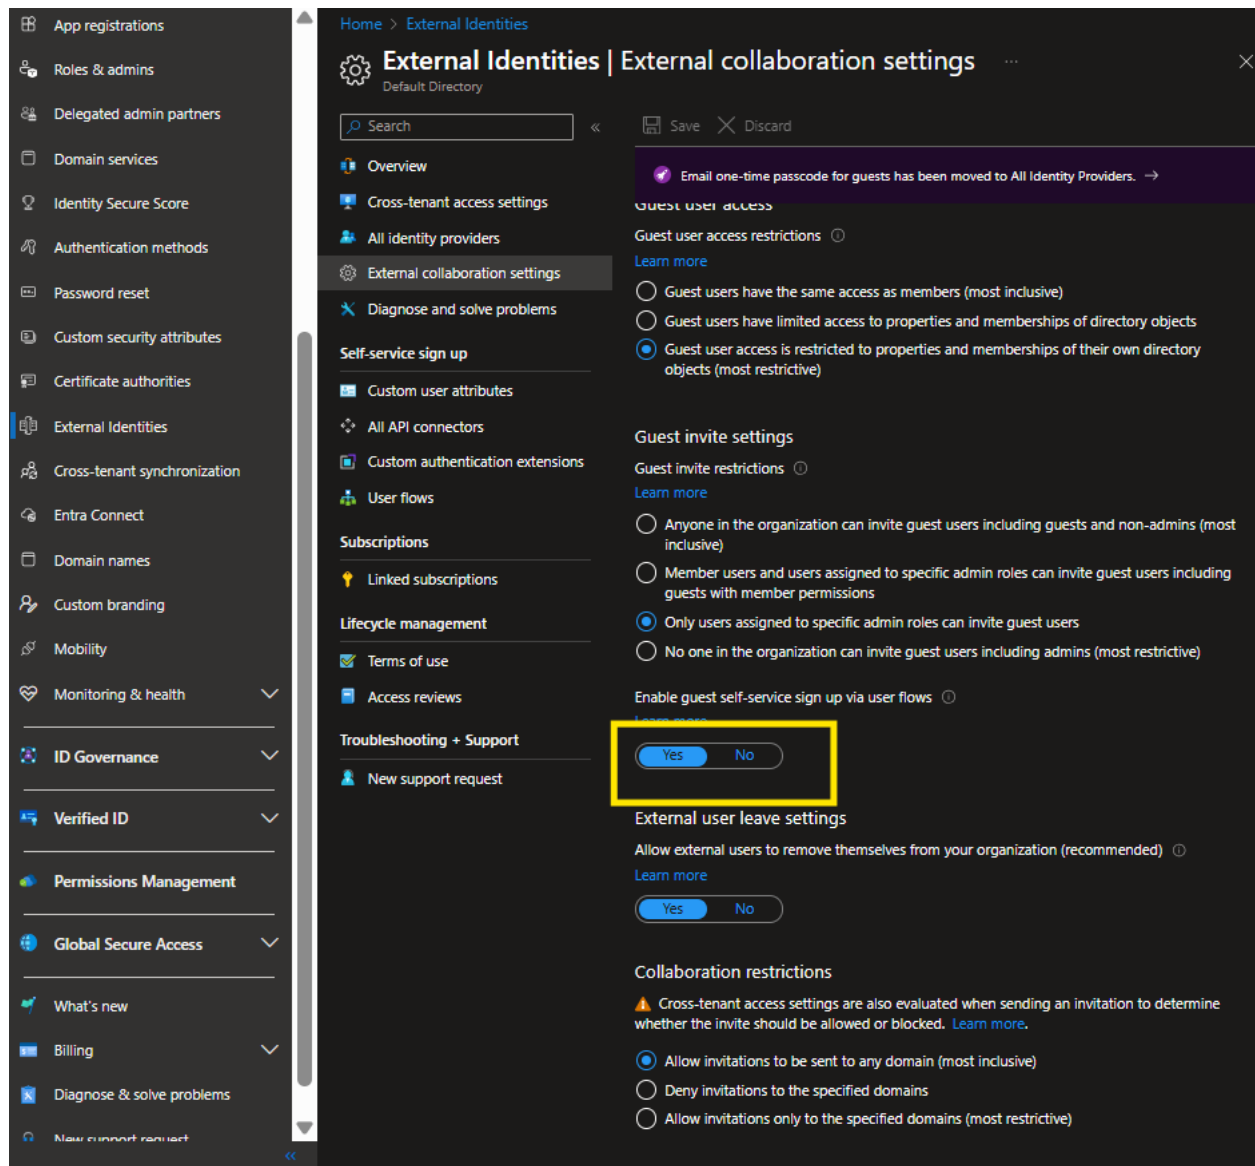 App registrations
Roles & admins
Delegated admin partners
Domain services
Identity Secure Score
Authentication methods
Password reset
Custom security attributes
Certificate authorities
External Identities
Cross-tenant synchronization
Entra Connect
Domain names
Custom branding
Mobility
Monitoring & health
ID Governance
Verified ID
Permissions Management
Global Secure Access
What's new
Billing
Diagnose & solve problems
New support request
Home > External Identities
External Identities | External collaboration settings ...
Default Directory
Search
Overview
Cross-tenant access settings
All identity providers
External collaboration settings
Diagnose and solve problems
Self-service sign up
Custom user attributes
All API connectors
Custom authentication extensions
User flows
Subscriptions
Linked subscriptions
Lifecycle management
Terms of use
Access reviews
Troubleshooting + Support
New support request
Save Discard
Email one-time passcode for guests has been moved to All Identity Providers. →
Guest user access
Guest user access restrictions
Learn more
Guest users have the same access as members (most inclusive)
Guest users have limited access to properties and memberships of directory objects
Guest user access is restricted to properties and memberships of their own directory
objects (most restrictive)
Guest invite settings
Guest invite restrictions
Learn more
Anyone in the organization can invite guest users including guests and non-admins (most
inclusive)
Member users and users assigned to specific admin roles can invite guest users including
guests with member permissions
Only users assigned to specific admin roles can invite guest users
No one in the organization can invite guest users including admins (most restrictive)
Enable guest self-service sign up via user flows
Learn more
Yes No
External user leave settings
Allow external users to remove themselves from your organization (recommended)
Learn more
Yes No
Collaboration restrictions
Cross-tenant access settings are also evaluated when sending an invitation to determine
whether the invite should be allowed or blocked. Learn more.
Allow invitations to be sent to any domain (most inclusive)
Deny invitations to the specified domains
Allow invitations only to the specified domains (most restrictive)